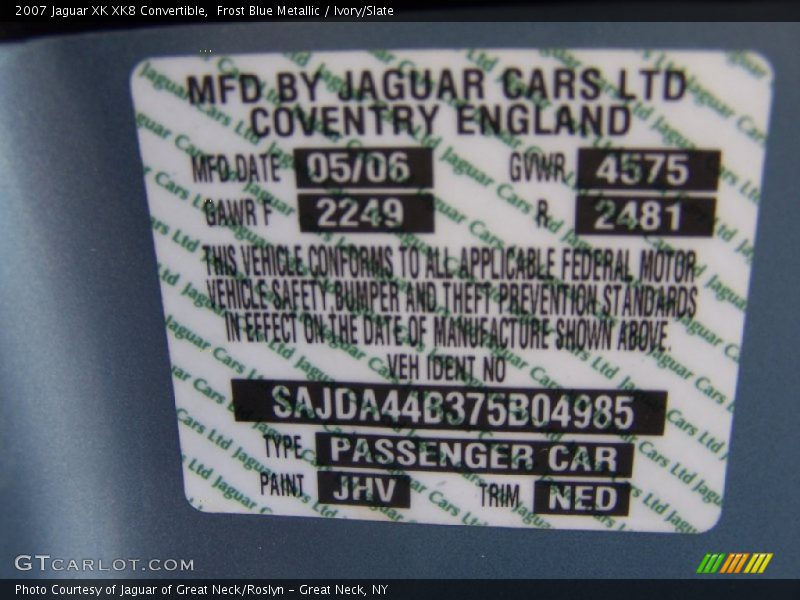 2007 Jaguar XK XK8 Convertible,  Frost Blue Metallic / Ivory/Slate
MFD BY JAGUAR CARS LTD
COVENTRY ENGLAND
MFD DATE 05/06 GVWR 4575
GAWR F 2249 R 2481
THIS VEHICLE CONFORMS TO ALL APPLICABLE FEDERAL MOTOR
VEHICLE SAFETY, BUMPER AND THEFT PREVENTION STANDARDS
IN EFFECT ON THE DATE OF MANUFACTURE SHOWN ABOVE.
VEH IDENT NO
SAJDA44B375B04985
TYPE PASSENGER CAR
PAINT JHV TRIM NED
GTCARLOT.COM
Photo Courtesy of Jaguar of Great Neck/Roslyn - Great Neck, NY